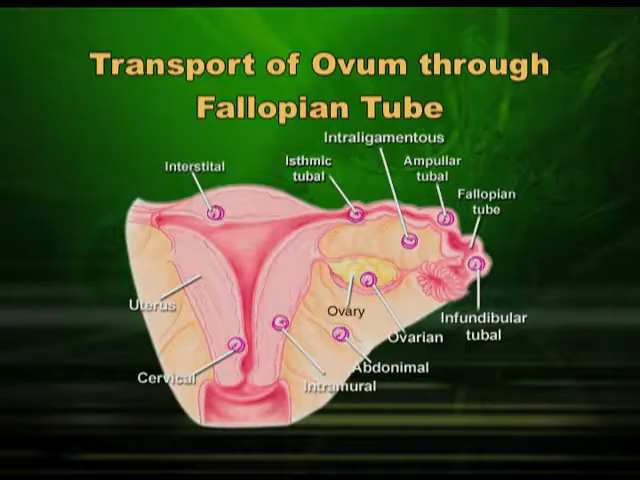 Transport of Ovum through
Fallopian Tube
Intraligamentous
Interstital
Isthmic
tubal
Ampullar
tubal
Fallopian
tube
Uterus
Ovary
Ovarian
Infundibular
tubal
Cervical
Intramural
Abdonimal